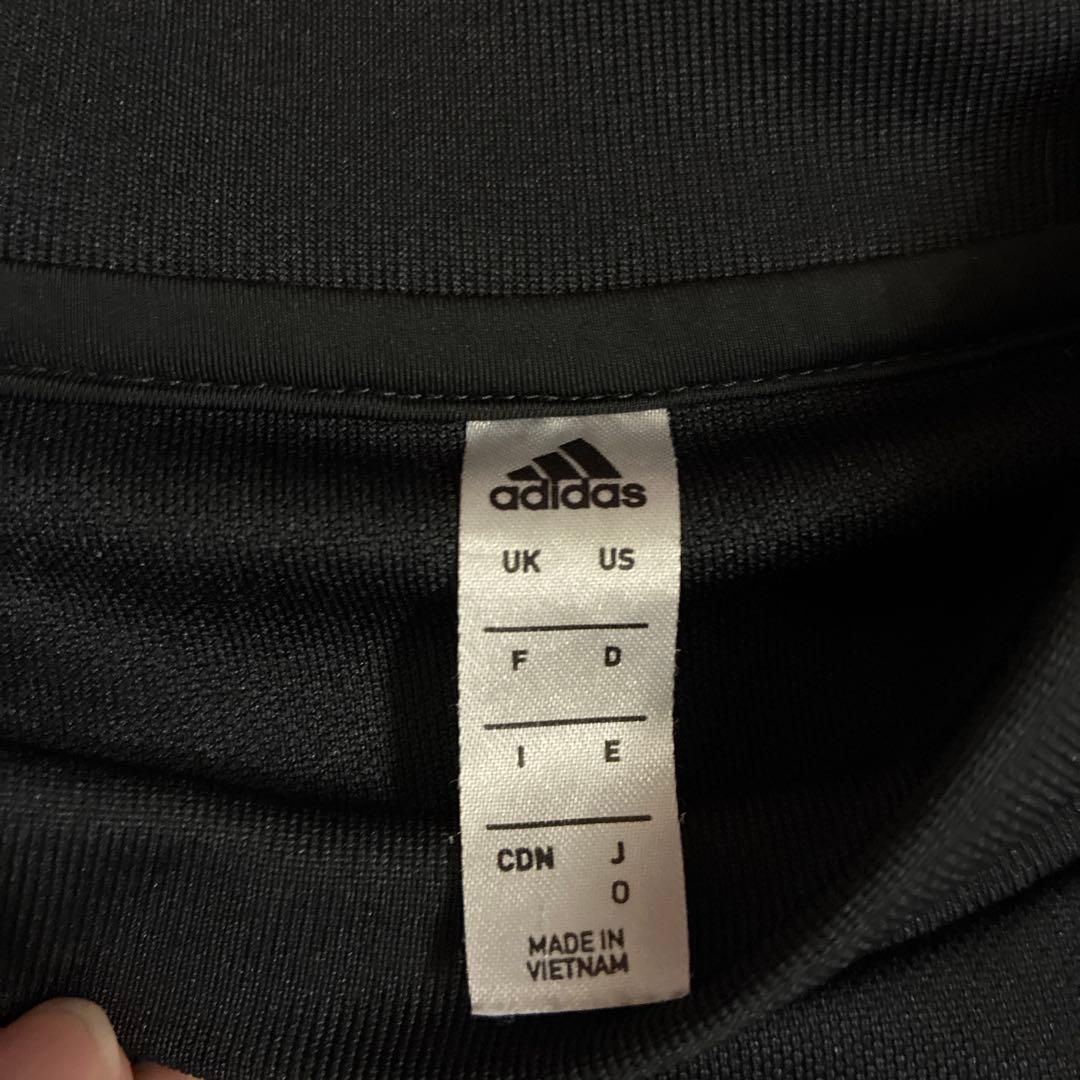 adidas
UK US
F D
I E
CDN J
O
MADE IN
VIETNAM